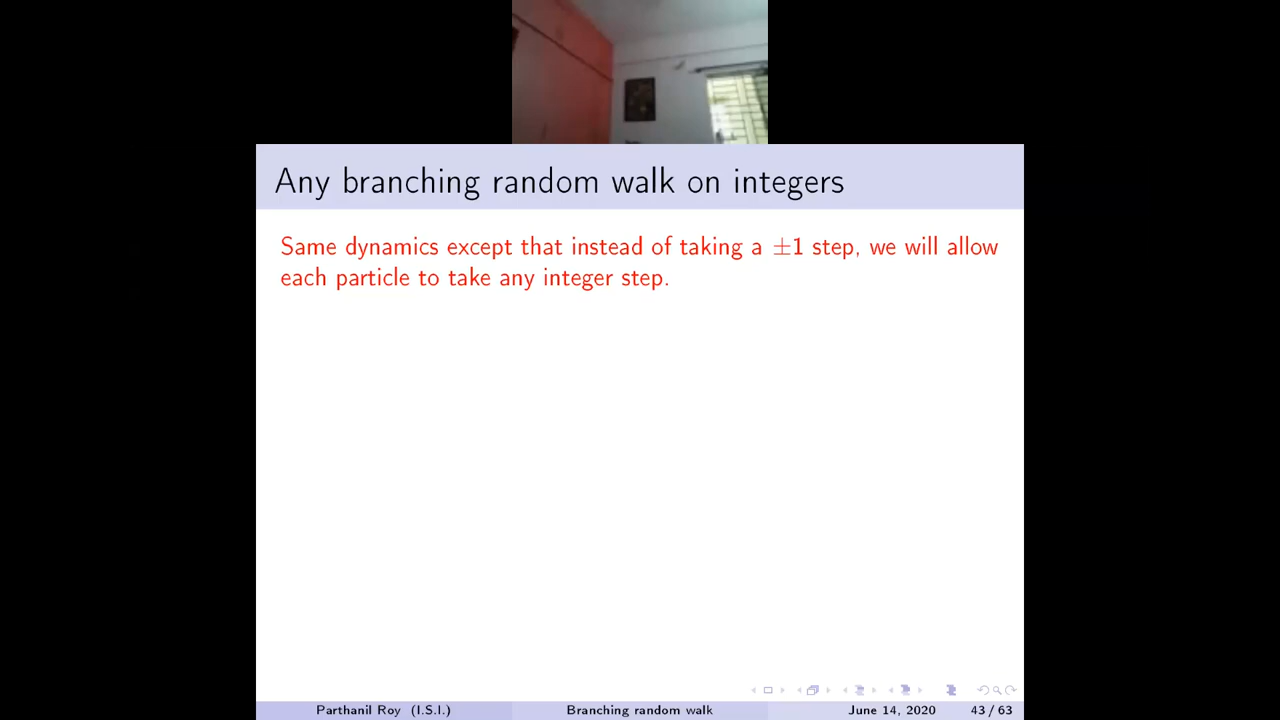 Any branching random walk on integers
Same dynamics except that instead of taking a ±1 step, we will allow
each particle to take any integer step.
Parthanil Roy (I.S.I.) Branching random walk June 14, 2020 43 / 63